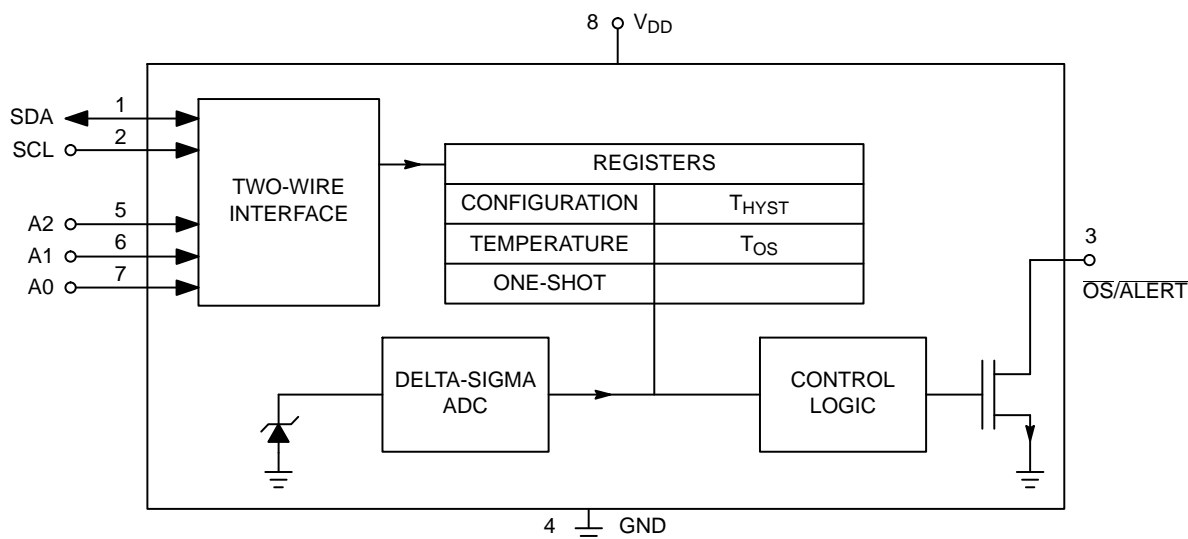 8 VDD
SDA 1
SCL 2
A2 5
A1 6
A0 7
TWO-WIRE
INTERFACE
REGISTERS
CONFIGURATION THYST
TEMPERATURE TOS
ONE-SHOT
3
OS/ALERT
DELTA-SIGMA
ADC
CONTROL
LOGIC
4 GND